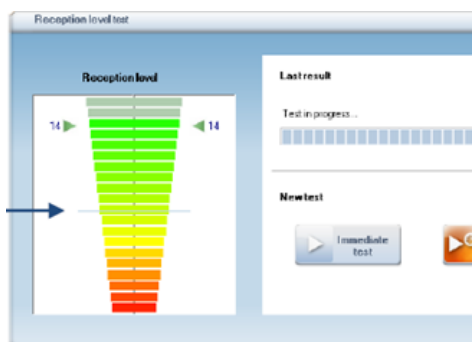 Reception level test
Reception level
14 14
Last result
Test in progress...
New test
Immediate
test